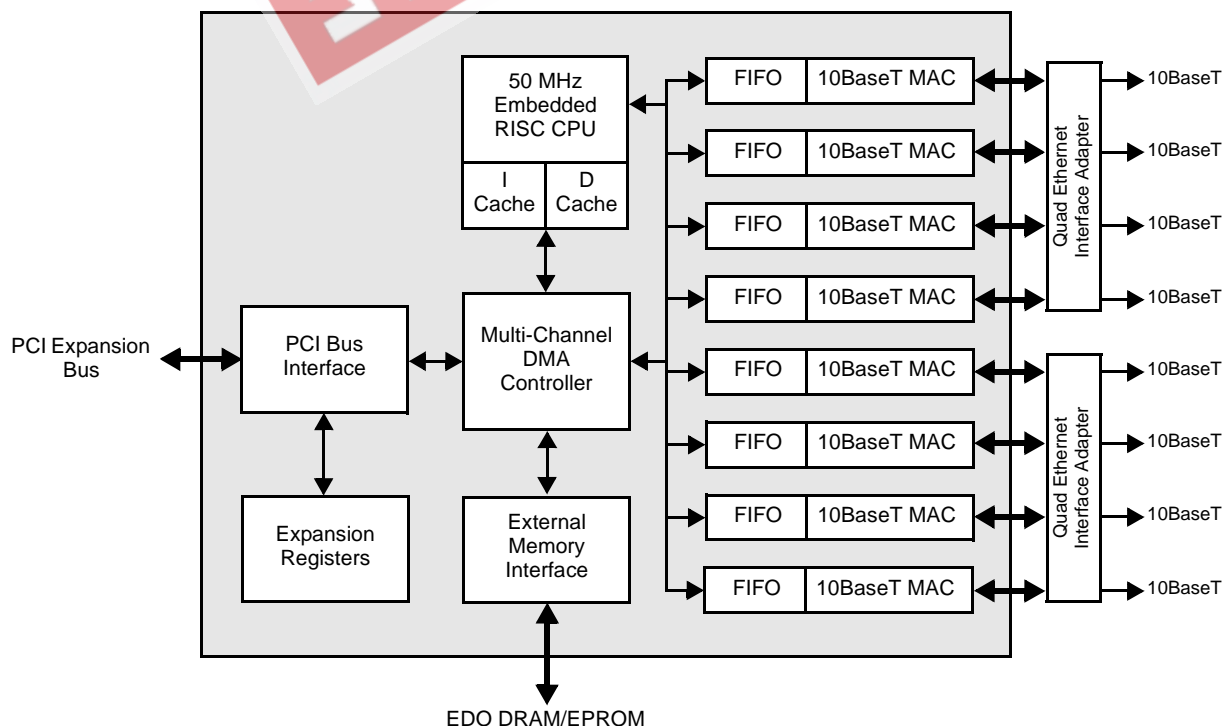 50 MHz
Embedded
RISC CPU
I
Cache
D
Cache
PCI Expansion
Bus
PCI Bus
Interface
Multi-Channel
DMA
Controller
Expansion
Registers
External
Memory
Interface
EDO DRAM/EPROM
FIFO 10BaseT MAC
FIFO 10BaseT MAC
FIFO 10BaseT MAC
FIFO 10BaseT MAC
FIFO 10BaseT MAC
FIFO 10BaseT MAC
FIFO 10BaseT MAC
FIFO 10BaseT MAC
Quad Ethernet
Interface Adapter
Quad Ethernet
Interface Adapter
10BaseT
10BaseT
10BaseT
10BaseT
10BaseT
10BaseT
10BaseT
10BaseT